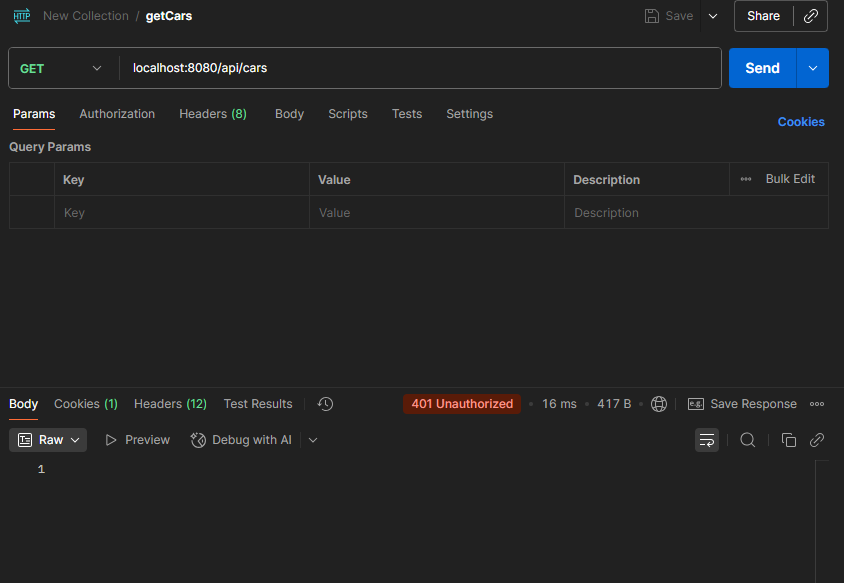 HTTP New Collection / getCars Save Share
GET localhost:8080/api/cars Send
Params Authorization Headers (8) Body Scripts Tests Settings Cookies
Query Params
Key Value Description Bulk Edit
Key Value Description
Body Cookies (1) Headers (12) Test Results 401 Unauthorized • 16 ms • 417 B • e.g. Save Response
Raw Preview Debug with AI
1